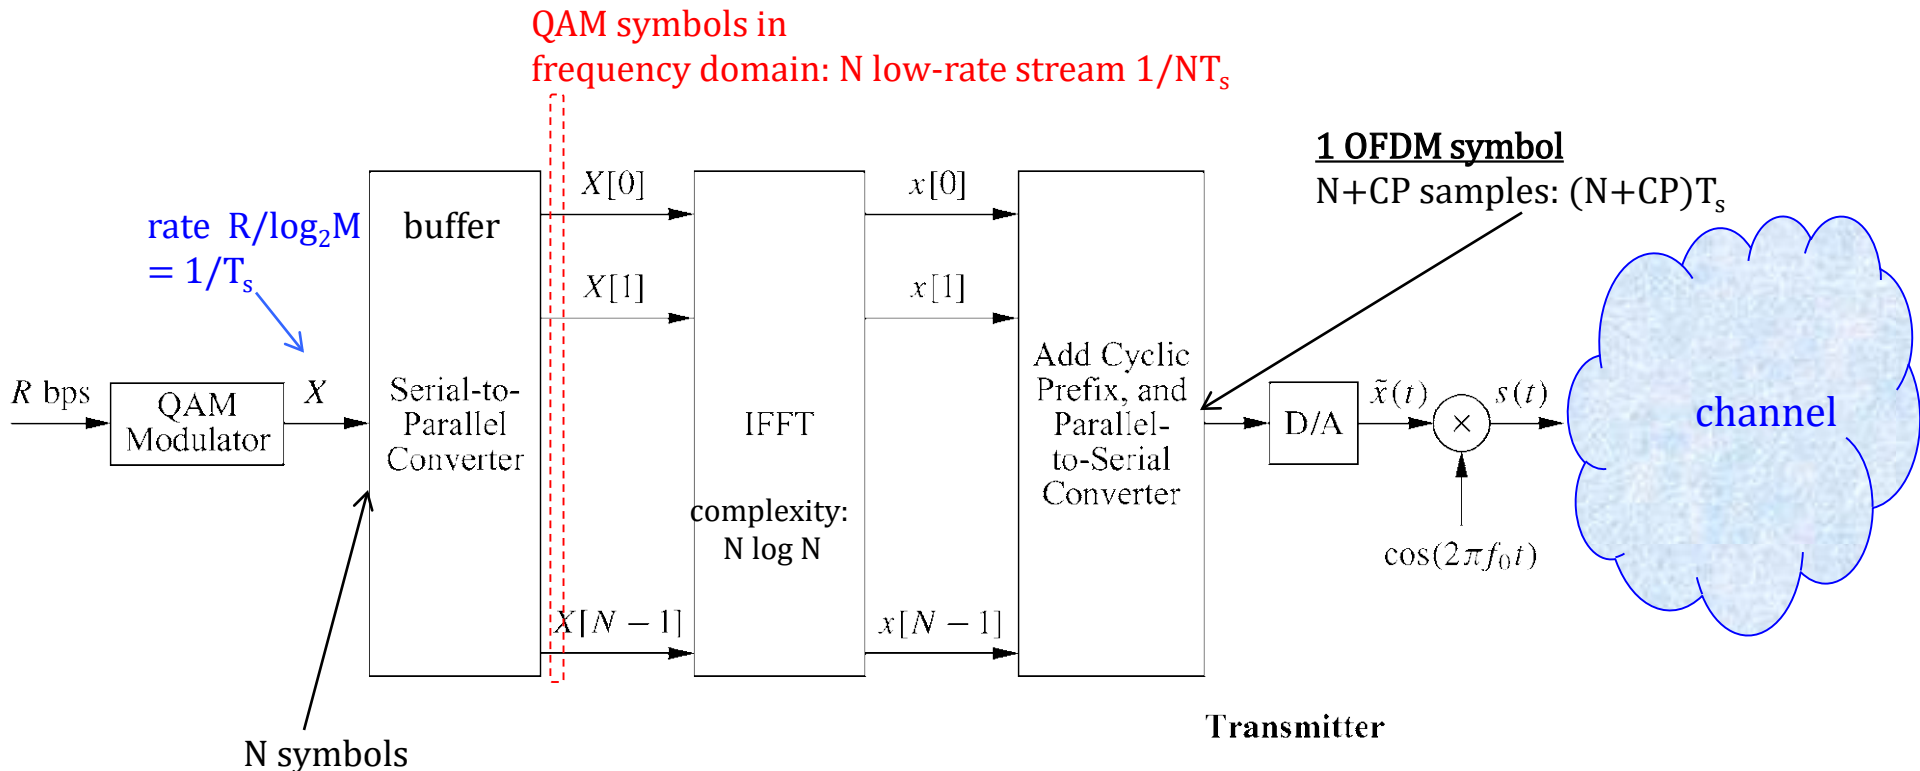 QAM symbols in
frequency domain: N low-rate stream 1/NTₛ
1 OFDM symbol
N+CP samples: (N+CP)Tₛ
rate R/log₂M
= 1/Tₛ
R bps
QAM
Modulator
X
buffer
Serial-to-
Parallel
Converter
N symbols
X[0]
X[1]
X[N − 1]
IFFT
complexity:
N log N
x[0]
x[1]
x[N − 1]
Add Cyclic
Prefix, and
Parallel-
to-Serial
Converter
D/A
x̃(t)
×
s(t)
cos(2πf₀t)
channel
Transmitter